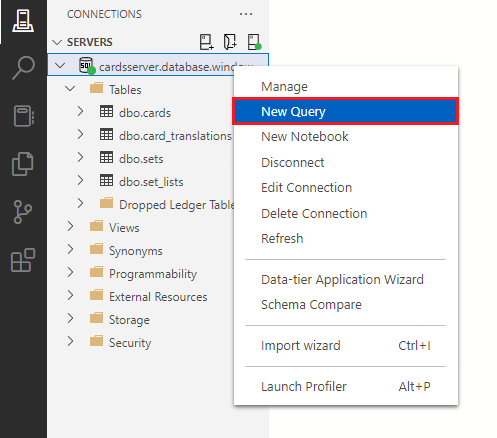 CONNECTIONS
SERVERS
SQL
cardsserver.database.window
Tables
dbo.cards
dbo.card_translations
dbo.sets
dbo.set_lists
Dropped Ledger Table
Views
Synonyms
Programmability
External Resources
Storage
Security
Manage
New Query
New Notebook
Disconnect
Edit Connection
Delete Connection
Refresh
Data-tier Application Wizard
Schema Compare
Import wizard Ctrl+I
Launch Profiler Alt+P